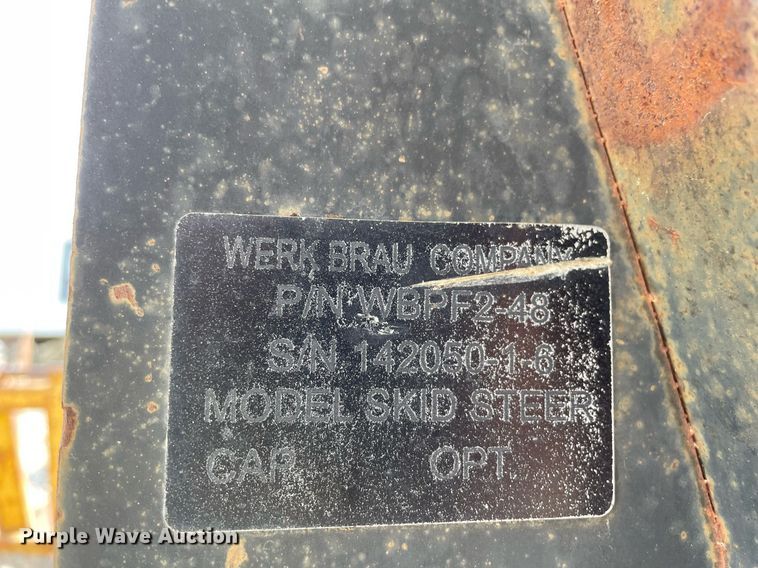 WERK BRAU COMPANY
P/N WBPF2-48
S/N 142050-1-6
MODEL SKID STEER
CAP. OPT.
Purple Wave Auction